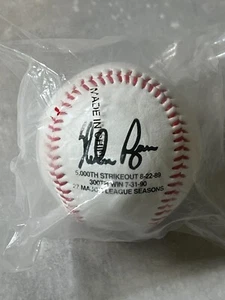 MADE IN
Nolan Ryan
5,000TH STRIKEOUT 8-22-89
300TH WIN 7-31-90
27 MAJOR LEAGUE SEASONS